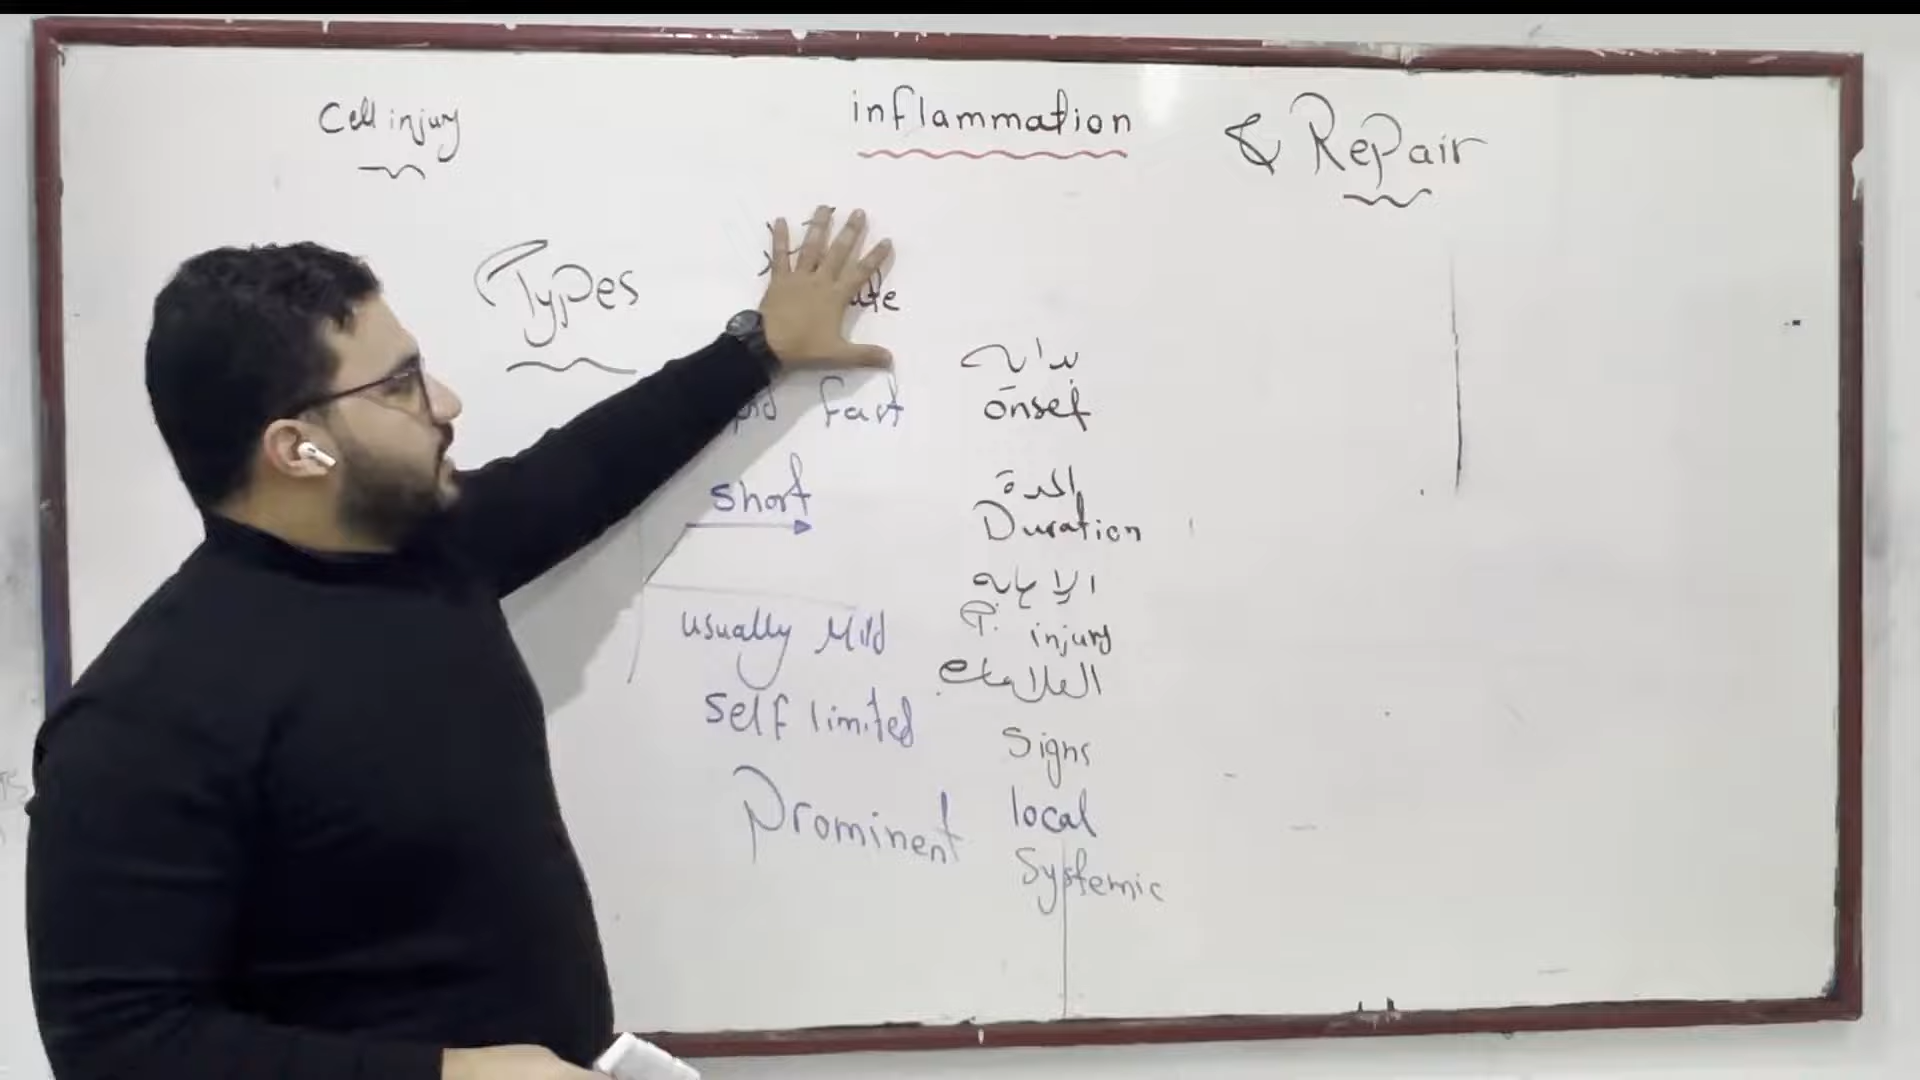 Cell injury
inflammation
& Repair
Types
fast
بداية
onset
short
المدة
Duration
الإصابة
T. injury
usually Mild
العلامات
self limited
Signs
Prominent
local
Systemic